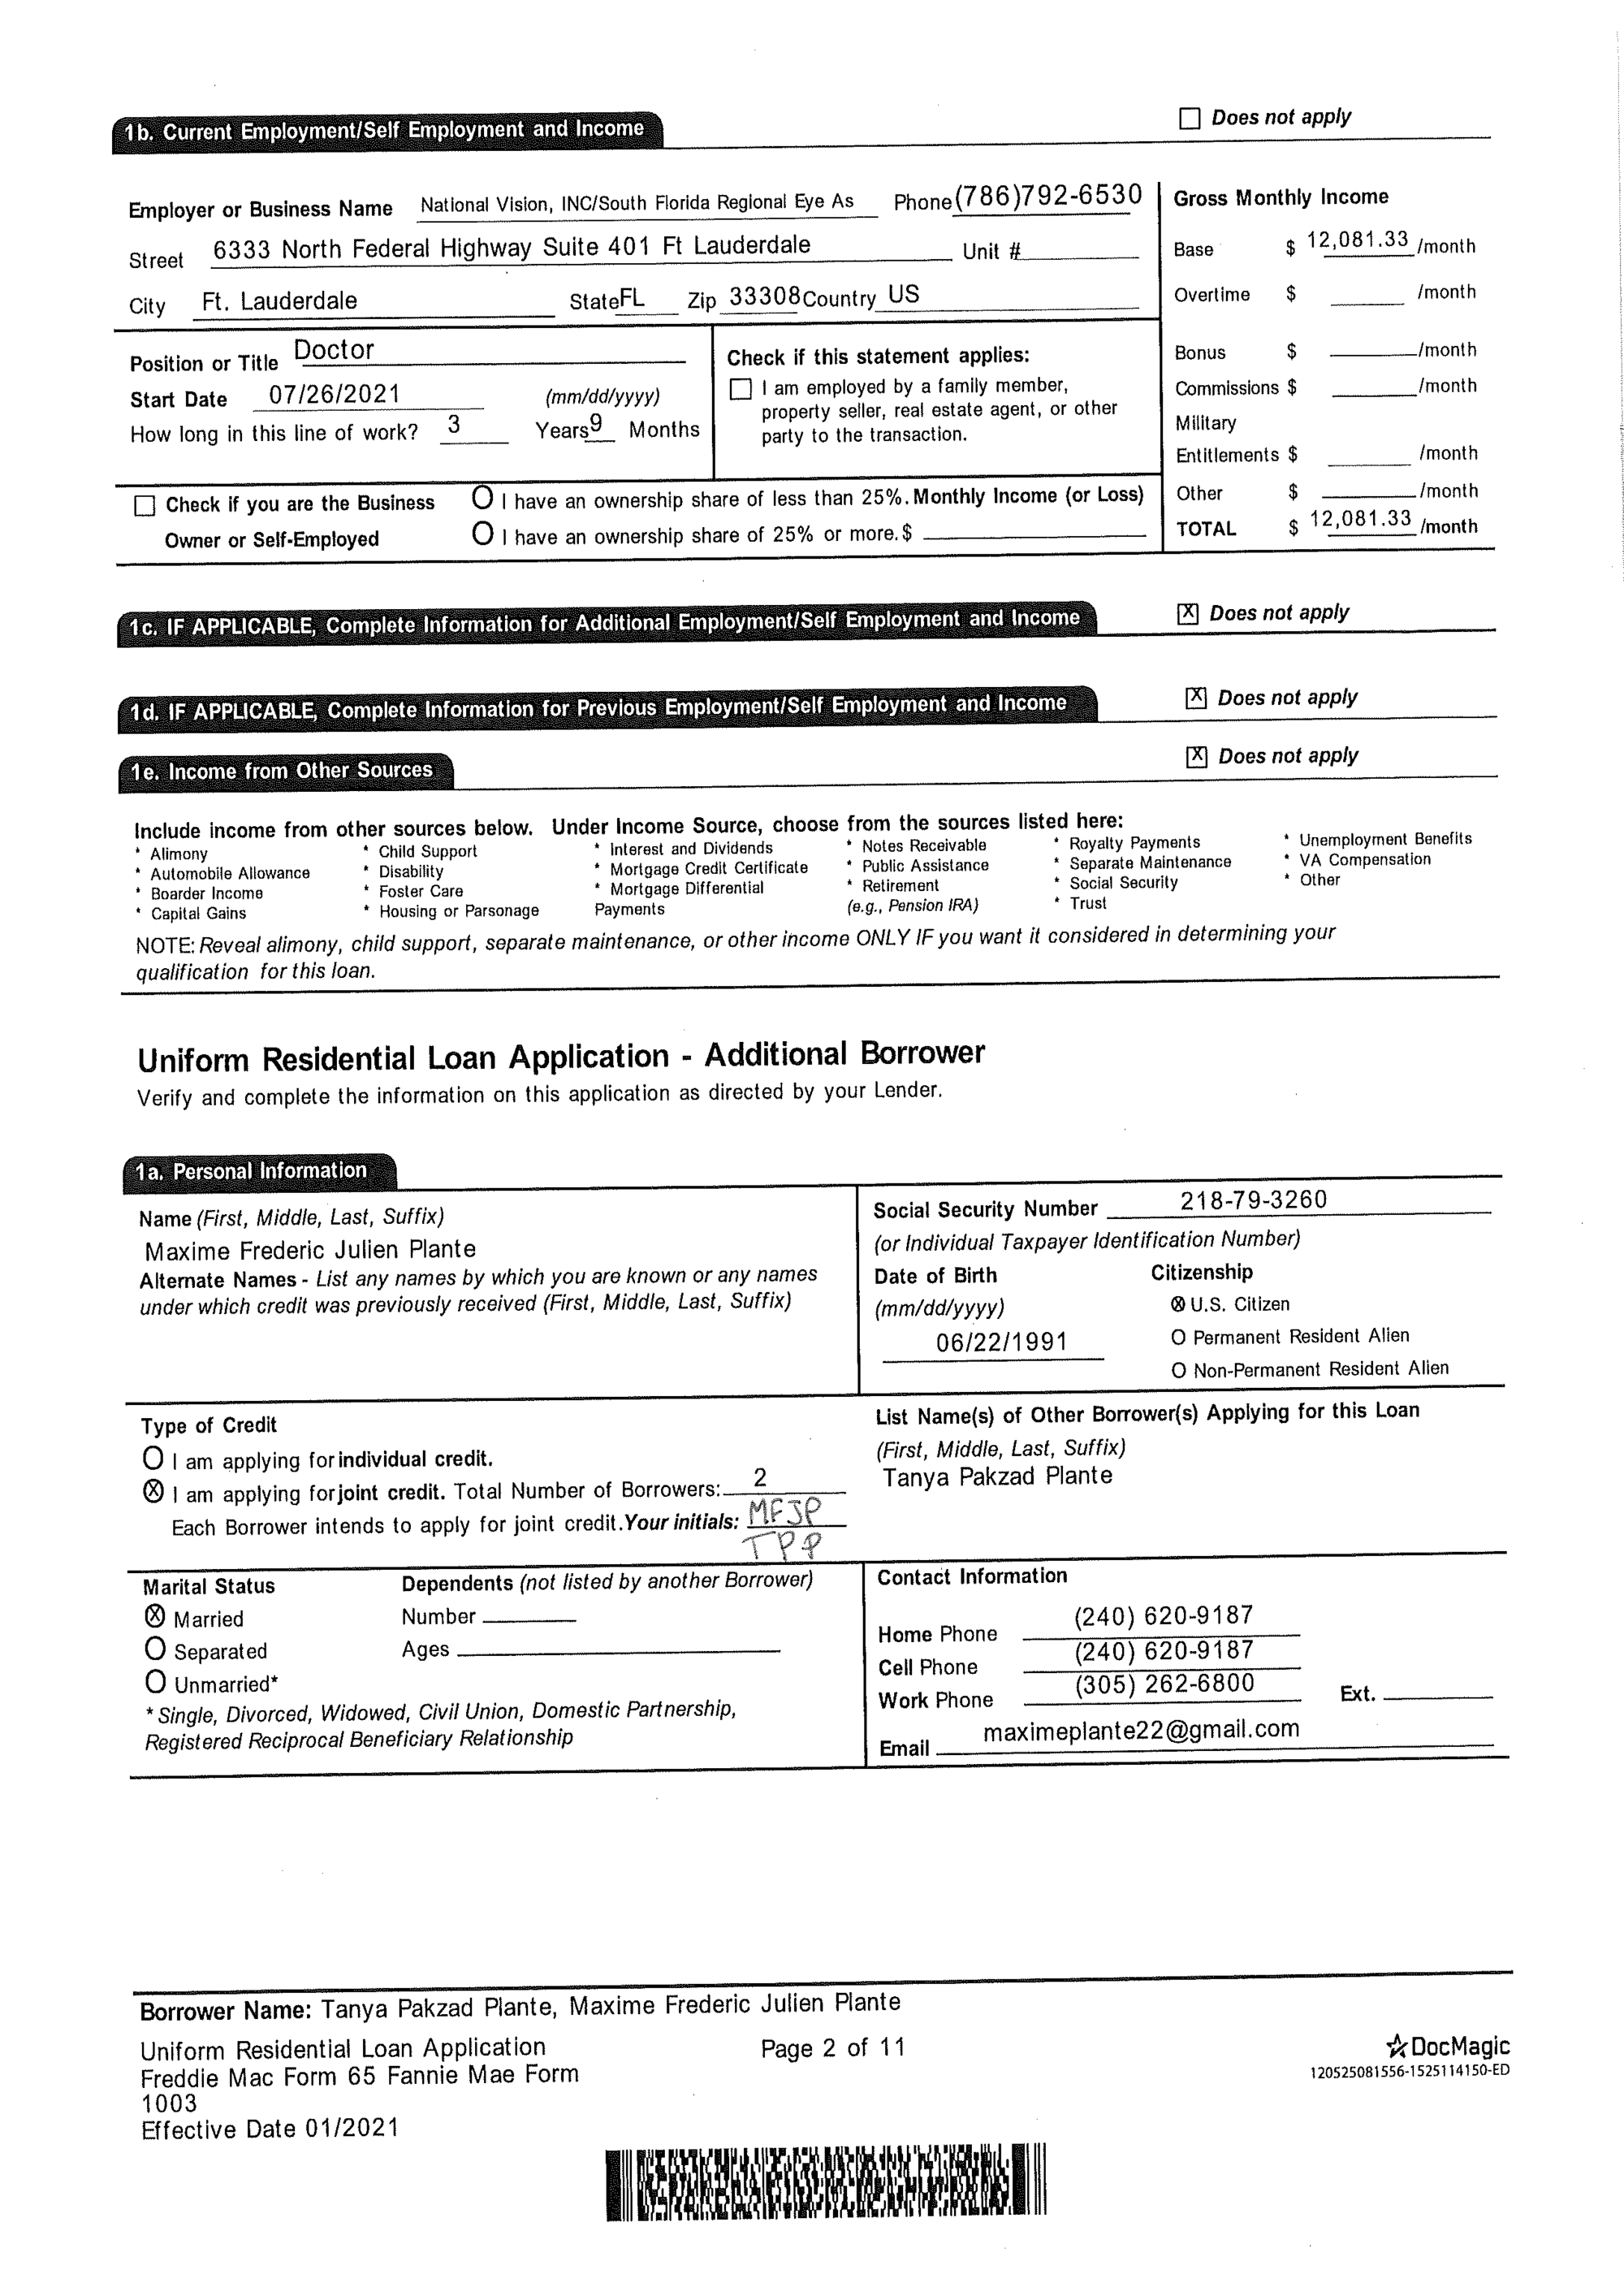 1b. Current Employment/Self Employment and Income
☐ Does not apply
Employer or Business Name National Vision, INC/South Florida Regional Eye As Phone (786)792-6530
Street 6333 North Federal Highway Suite 401 Ft Lauderdale Unit #
City Ft. Lauderdale State FL Zip 33308 Country US
Gross Monthly Income
Base $ 12,081.33 /month
Overtime $ /month
Bonus $ /month
Commissions $ /month
Military
Entitlements $ /month
Other $ /month
TOTAL $ 12,081.33 /month
Position or Title Doctor
Start Date 07/26/2021 (mm/dd/yyyy)
How long in this line of work? 3 Years 9 Months
Check if this statement applies:
☐ I am employed by a family member,
property seller, real estate agent, or other
party to the transaction.
☐ Check if you are the Business
Owner or Self-Employed
O I have an ownership share of less than 25%. Monthly Income (or Loss)
O I have an ownership share of 25% or more. $
1c. IF APPLICABLE, Complete Information for Additional Employment/Self Employment and Income
☒ Does not apply
1d. IF APPLICABLE, Complete Information for Previous Employment/Self Employment and Income
☒ Does not apply
1e. Income from Other Sources
☒ Does not apply
Include income from other sources below. Under Income Source, choose from the sources listed here:
* Alimony
* Automobile Allowance
* Boarder Income
* Capital Gains
* Child Support
* Disability
* Foster Care
* Housing or Parsonage
* Interest and Dividends
* Mortgage Credit Certificate
* Mortgage Differential
Payments
* Notes Receivable
* Public Assistance
* Retirement
(e.g., Pension IRA)
* Royalty Payments
* Separate Maintenance
* Social Security
* Trust
* Unemployment Benefits
* VA Compensation
* Other
NOTE: Reveal alimony, child support, separate maintenance, or other income ONLY IF you want it considered in determining your
qualification for this loan.
Uniform Residential Loan Application - Additional Borrower
Verify and complete the information on this application as directed by your Lender.
1a. Personal Information
Name (First, Middle, Last, Suffix)
Maxime Frederic Julien Plante
Alternate Names - List any names by which you are known or any names
under which credit was previously received (First, Middle, Last, Suffix)
Social Security Number 218-79-3260
(or Individual Taxpayer Identification Number)
Date of Birth
(mm/dd/yyyy)
06/22/1991
Citizenship
⊗ U.S. Citizen
O Permanent Resident Alien
O Non-Permanent Resident Alien
Type of Credit
O I am applying for individual credit.
⊗ I am applying for joint credit. Total Number of Borrowers: 2
Each Borrower intends to apply for joint credit. Your initials: MFJP
TPP
List Name(s) of Other Borrower(s) Applying for this Loan
(First, Middle, Last, Suffix)
Tanya Pakzad Plante
Marital Status
⊗ Married
O Separated
O Unmarried*
* Single, Divorced, Widowed, Civil Union, Domestic Partnership,
Registered Reciprocal Beneficiary Relationship
Dependents (not listed by another Borrower)
Number
Ages
Contact Information
Home Phone (240) 620-9187
Cell Phone (240) 620-9187
Work Phone (305) 262-6800 Ext.
Email maximeplante22@gmail.com
Borrower Name: Tanya Pakzad Plante, Maxime Frederic Julien Plante
Uniform Residential Loan Application
Freddie Mac Form 65 Fannie Mae Form
1003
Effective Date 01/2021
Page 2 of 11
DocMagic
120525081556-1525114150-ED